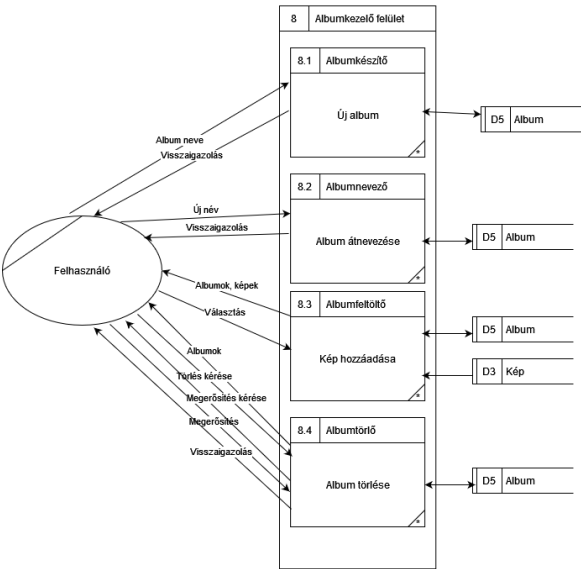 8 Albumkezelő felület
8.1 Albumkészítő
Új album
*
D5 Album
Album neve
Visszaigazolás
8.2 Albumnevező
Új név
Visszaigazolás
Album átnevezése
*
D5 Album
Felhasználó
Albumok, képek
8.3 Albumfeltöltő
Választás
Kép hozzáadása
*
D5 Album
D3 Kép
Albumok
Törlés kérése
Megerősítés kérése
Megerősítés
Visszaigazolás
8.4 Albumtörlő
Album törlése
*
D5 Album